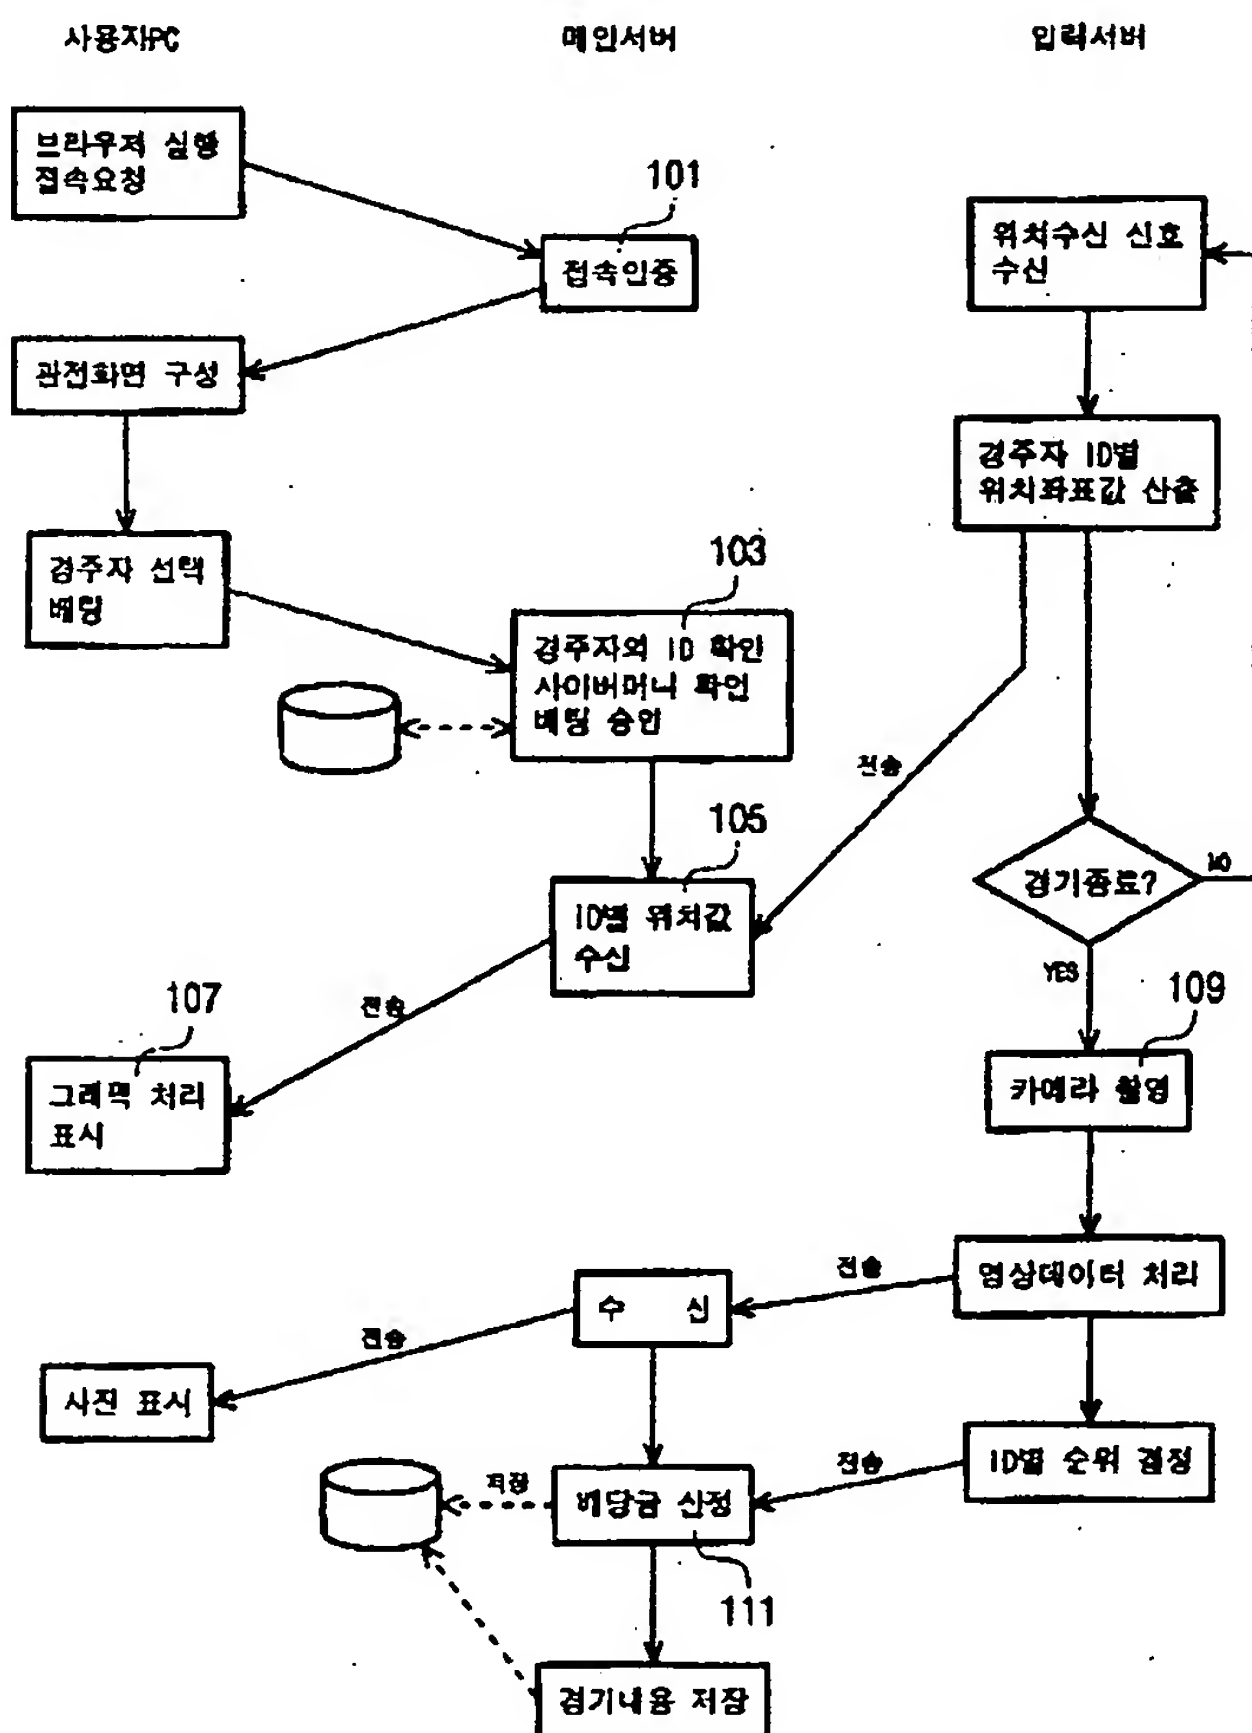 사용자PC
메인서버
입력서버
브라우저 실행
접속요청
101
접속인증
위치수신 신호
수신
관전화면 구성
경주자 ID별
위치좌표값 산출
경주자 선택
베팅
103
경주자의 ID 확인
사이버머니 확인
베팅 승인
전송
105
ID별 위치값
수신
경기종료?
NO
YES
107
전송
그래픽 처리
표시
109
카메라 촬영
영상데이터 처리
전송
수 신
전송
사진 표시
ID별 순위 결정
전송
배당금 산정
저장
111
경기내용 저장